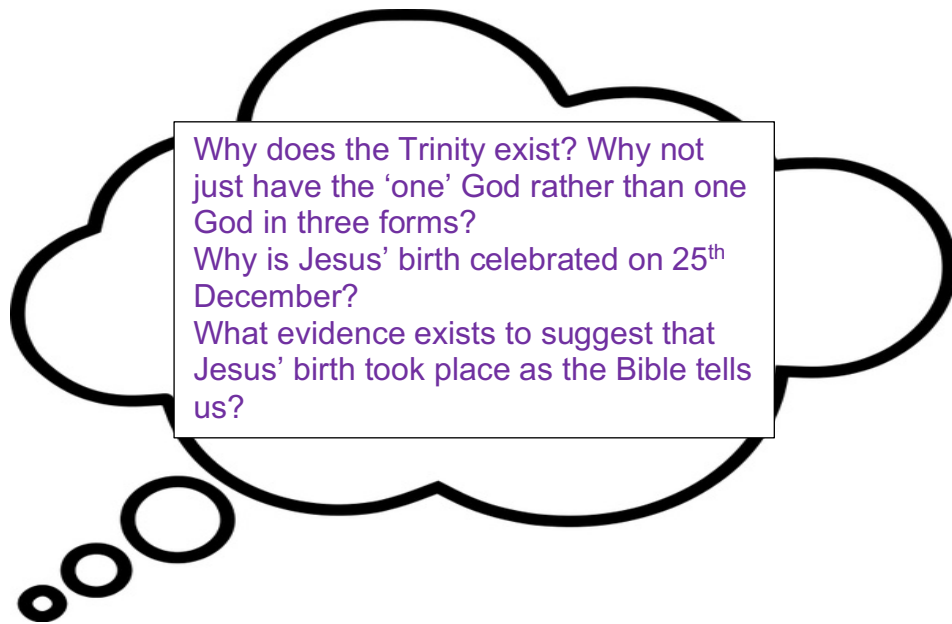 Why does the Trinity exist? Why not
just have the ‘one’ God rather than one
God in three forms?
Why is Jesus’ birth celebrated on 25th
December?
What evidence exists to suggest that
Jesus’ birth took place as the Bible tells
us?